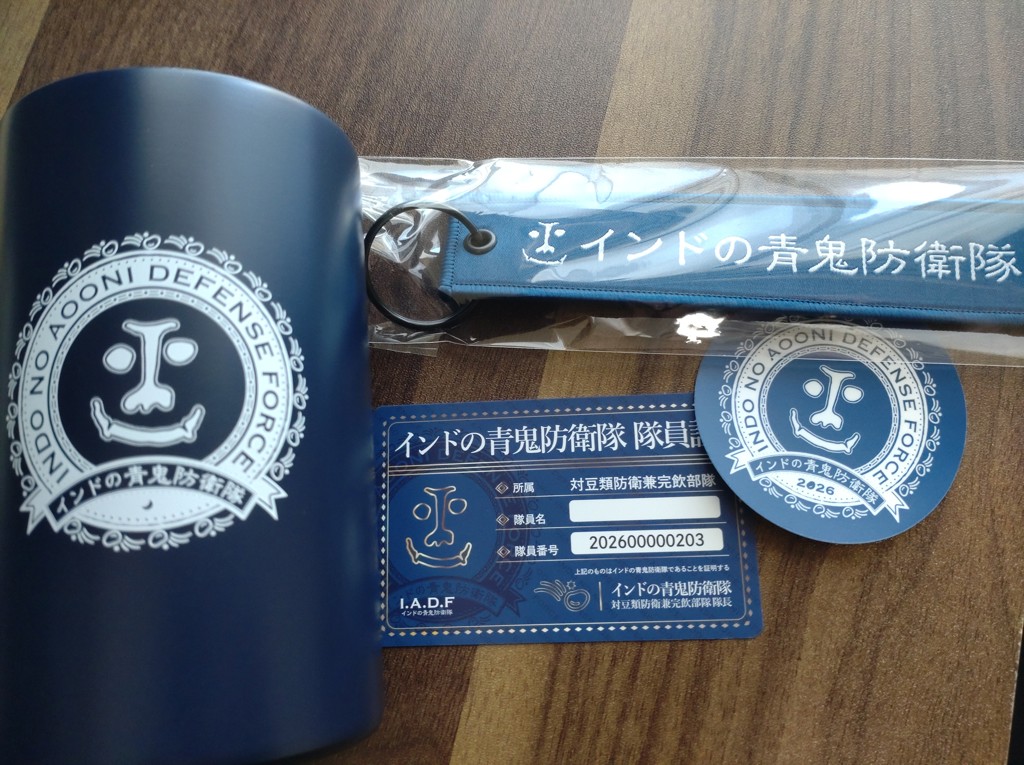 INDO NO AOONI DEFENSE FORCE
インドの青鬼防衛隊
インドの青鬼防衛隊
インドの青鬼防衛隊 隊員
所属 対豆類防衛兼完飲部隊
隊員名
隊員番号 202600000203
上記のものはインドの青鬼防衛隊であることを証明する
I.A.D.F
インドの青鬼防衛隊
インドの青鬼防衛隊
対豆類防衛兼完飲部隊 隊長
INDO NO AOONI DEFENSE FORCE
インドの青鬼防衛隊
2026